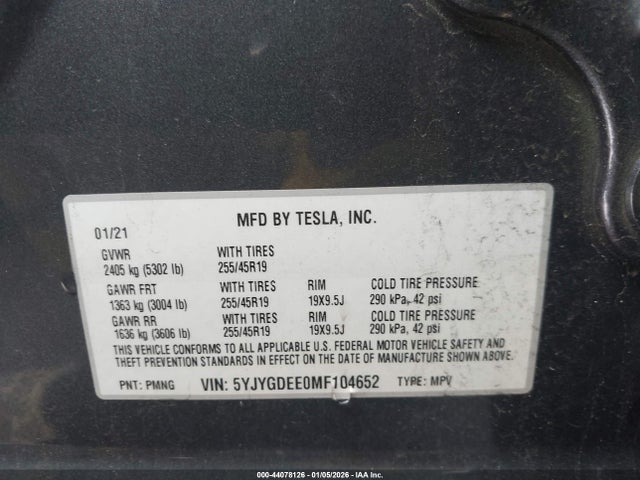 MFD BY TESLA, INC.
01/21
GVWR WITH TIRES
2405 kg (5302 lb) 255/45R19
GAWR FRT WITH TIRES RIM COLD TIRE PRESSURE
1363 kg (3004 lb) 255/45R19 19X9.5J 290 kPa, 42 psi
GAWR RR WITH TIRES RIM COLD TIRE PRESSURE
1636 kg (3606 lb) 255/45R19 19X9.5J 290 kPa, 42 psi
THIS VEHICLE CONFORMS TO ALL APPLICABLE U.S. FEDERAL MOTOR VEHICLE SAFETY AND
THEFT PREVENTION STANDARDS IN EFFECT ON THE DATE OF MANUFACTURE SHOWN ABOVE.
PNT: PMNG VIN: 5YJYGDEE0MF104652 TYPE: MPV
000-44078126 - 01/05/2026 - IAA, Inc.